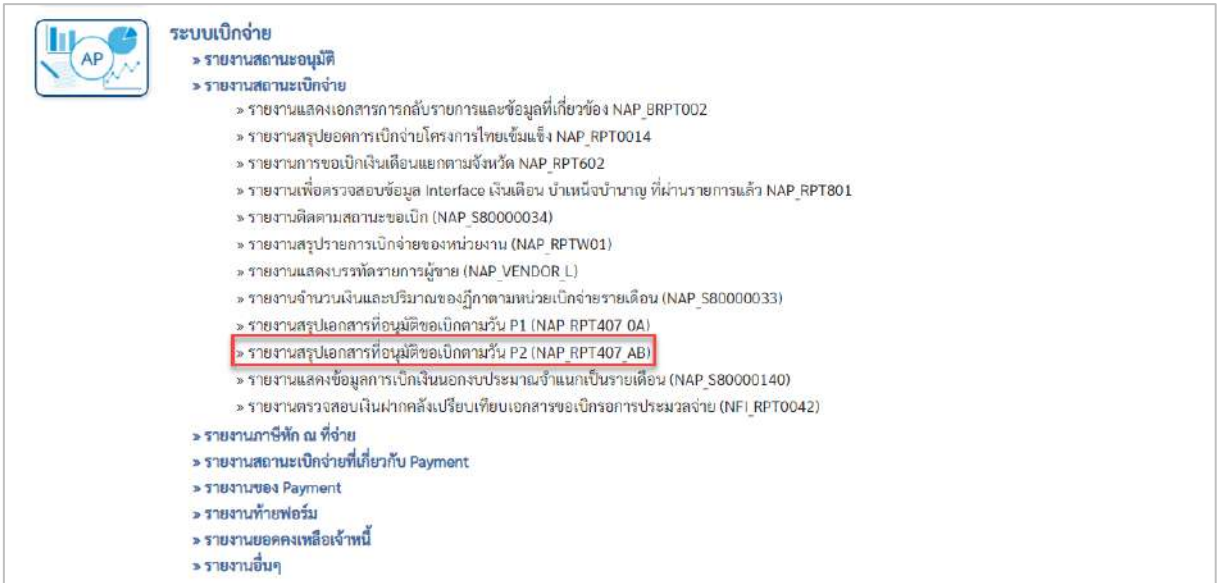 AP
ระบบเบิกจ่าย
» รายงานสถานะอนุมัติ
» รายงานสถานะเบิกจ่าย
» รายงานแสดงเอกสารการกลับรายการและข้อมูลที่เกี่ยวข้อง NAP_BRPT002
» รายงานสรุปยอดการเบิกจ่ายโครงการไทยเข้มแข็ง NAP_RPT0014
» รายงานการขอเบิกเงินเดือนแยกตามจังหวัด NAP_RPT602
» รายงานเพื่อตรวจสอบข้อมูล Interface เงินเดือน บำเหน็จบำนาญ ที่ผ่านรายการแล้ว NAP_RPT801
» รายงานติดตามสถานะขอเบิก (NAP_S80000034)
» รายงานสรุปรายการเบิกจ่ายของหน่วยงาน (NAP_RPTW01)
» รายงานแสดงบรรทัดรายการผู้ขาย (NAP_VENDOR_L)
» รายงานจำนวนเงินและปริมาณของฎีกาตามหน่วยเบิกจ่ายรายเดือน (NAP_S80000033)
» รายงานสรุปเอกสารที่อนุมัติขอเบิกตามวัน P1 (NAP_RPT407_0A)
» รายงานสรุปเอกสารที่อนุมัติขอเบิกตามวัน P2 (NAP_RPT407_AB)
» รายงานแสดงข้อมูลการเบิกเงินนอกงบประมาณจำแนกเป็นรายเดือน (NAP_S80000140)
» รายงานตรวจสอบเงินฝากคลังเปรียบเทียบเอกสารขอเบิกรอการประมวลจ่าย (NFI_RPT0042)
» รายงานภาษีหัก ณ ที่จ่าย
» รายงานสถานะเบิกจ่ายที่เกี่ยวกับ Payment
» รายงานของ Payment
» รายงานท้ายฟอร์ม
» รายงานยอดคงเหลือเจ้าหนี้
» รายงานอื่นๆ